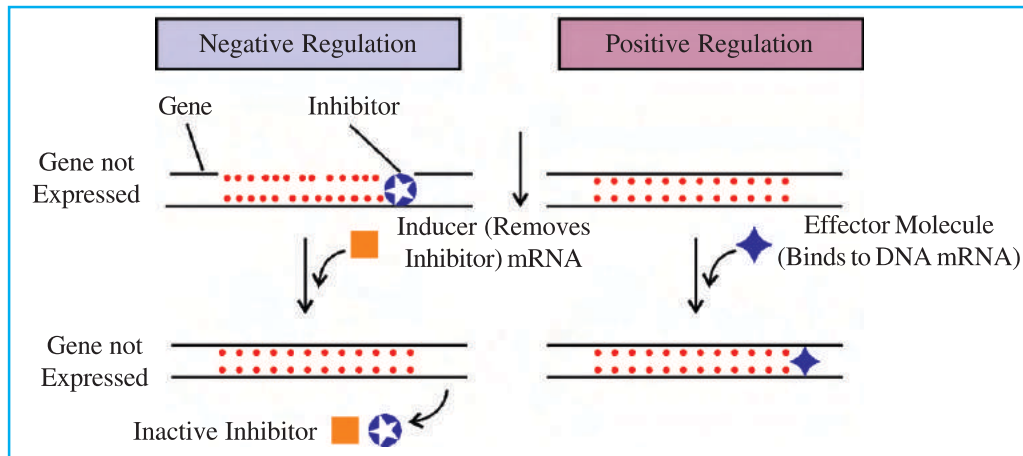 Negative Regulation
Positive Regulation
Gene
Inhibitor
Gene not
Expressed
Inducer (Removes
Inhibitor) mRNA
Effector Molecule
(Binds to DNA mRNA)
Gene not
Expressed
Inactive Inhibitor